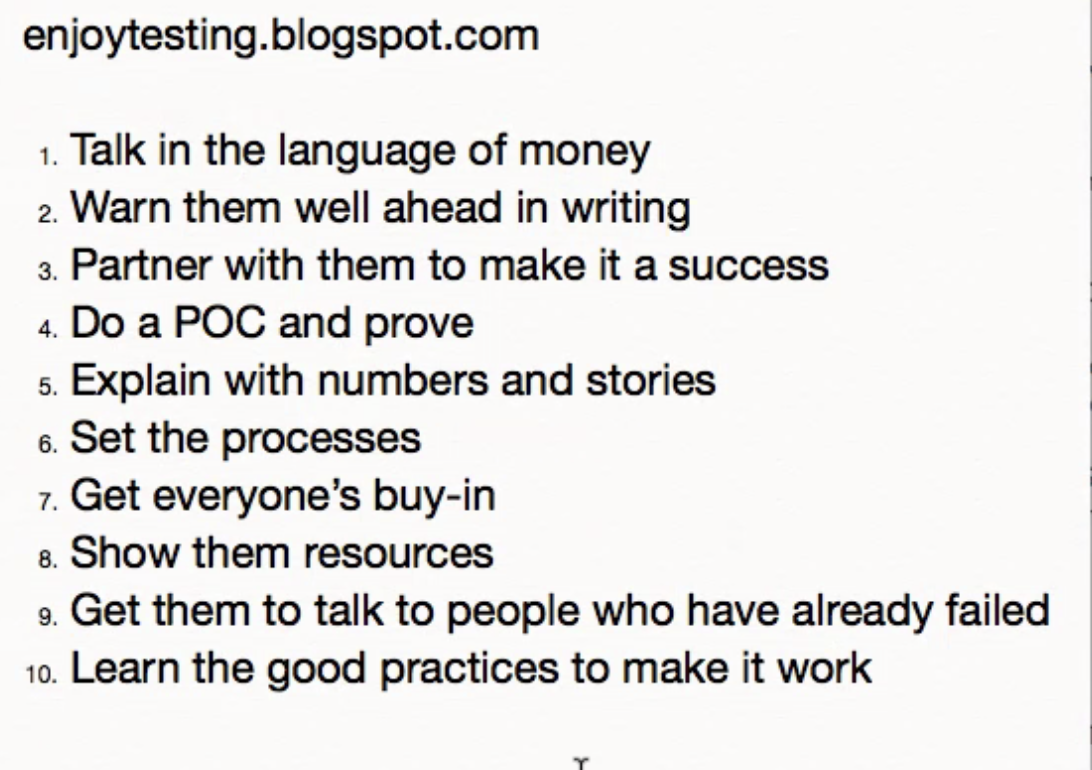 enjoytesting.blogspot.com
1. Talk in the language of money
2. Warn them well ahead in writing
3. Partner with them to make it a success
4. Do a POC and prove
5. Explain with numbers and stories
6. Set the processes
7. Get everyone’s buy-in
8. Show them resources
9. Get them to talk to people who have already failed
10. Learn the good practices to make it work